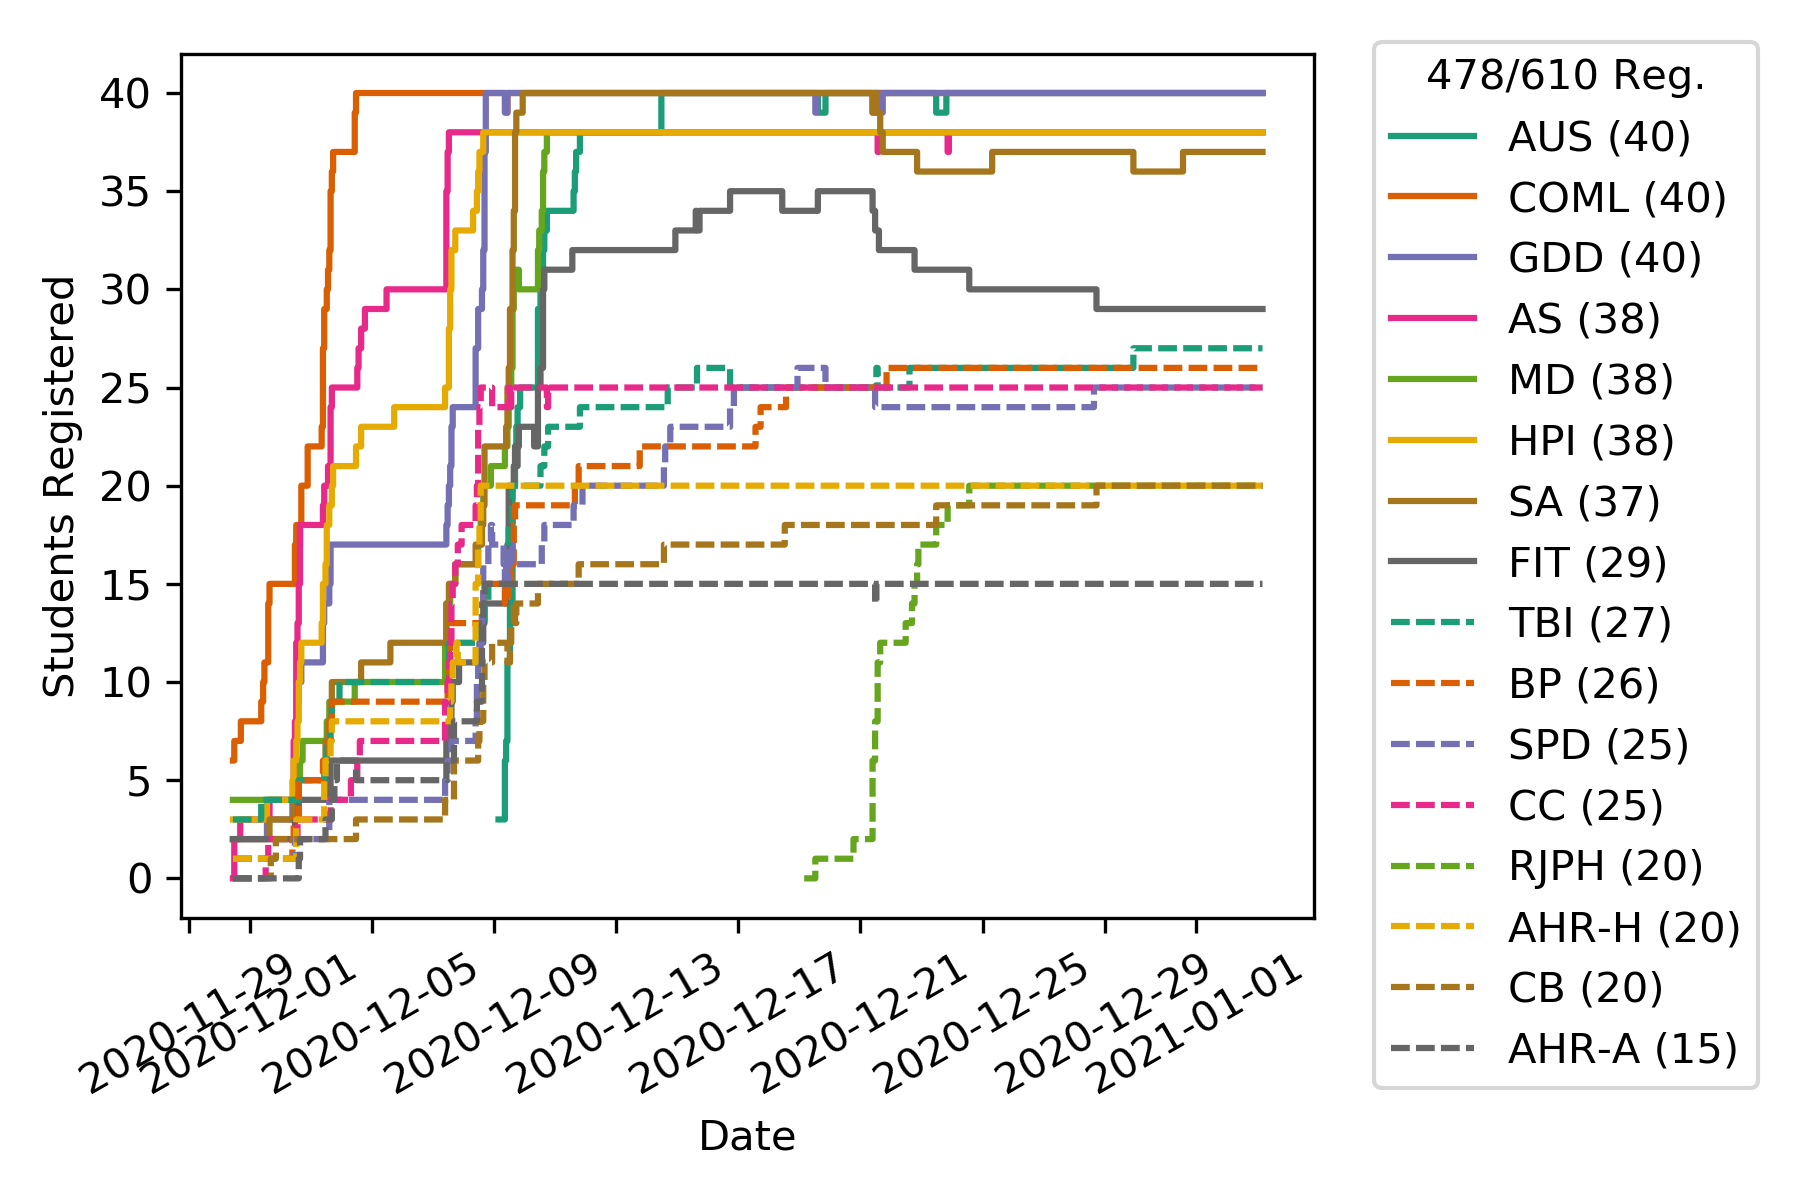 478/610 Reg.
AUS (40)
COML (40)
GDD (40)
AS (38)
MD (38)
HPI (38)
SA (37)
FIT (29)
TBI (27)
BP (26)
SPD (25)
CC (25)
RJPH (20)
AHR-H (20)
CB (20)
AHR-A (15)
Students Registered
40
35
30
25
20
15
10
5
0
2020-11-29
2020-12-01
2020-12-05
2020-12-09
2020-12-13
2020-12-17
2020-12-21
2020-12-25
2020-12-29
2021-01-01
Date